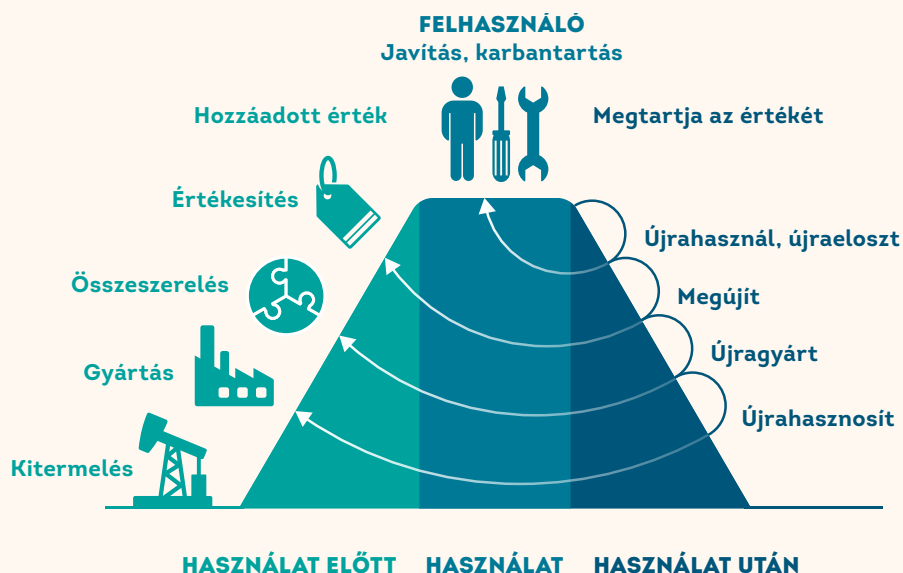 FELHASZNÁLÓ
Javítás, karbantartás
Hozzáadott érték
Megtartja az értékét
Értékesítés
Újrahasznál, újraeloszt
Összeszerelés
Megújít
Újragyárt
Gyártás
Újrahasznosít
Kitermelés
HASZNÁLAT ELŐTT
HASZNÁLAT
HASZNÁLAT UTÁN